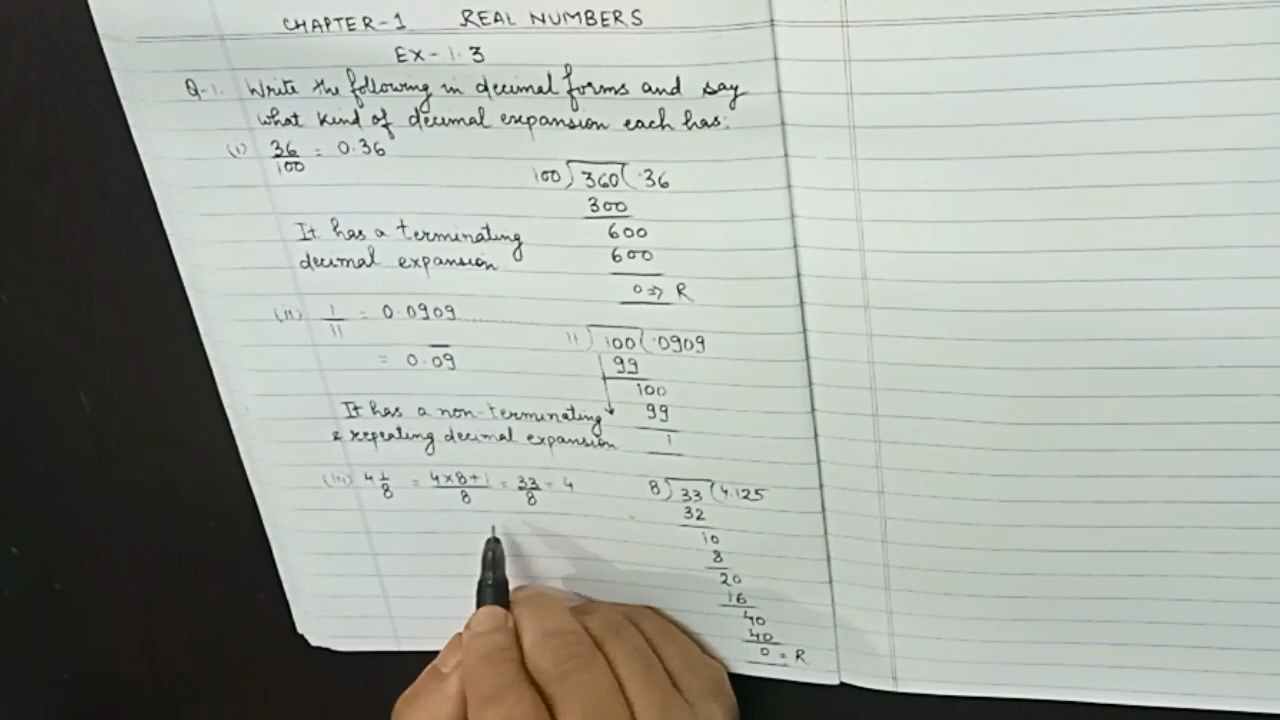 CHAPTER-1 REAL NUMBERS
EX-1.3
Q-1. Write the following in decimal forms and say
what kind of decimal expansion each has:
(i) 36/100 = 0.36
100) 360 ( .36
300
600
600
0 => R
It has a terminating
decimal expansion
(ii) 1/11 = 0.0909......
= 0.0̅9̅
11) 100 ( .0909
99
100
99
1
It has a non-terminating
& repeating decimal expansion
(iii) 4 1/8 = 4×8+1/8 = 33/8 = 4
8) 33 ( 4.125
32
10
8
20
16
40
40
0 = R